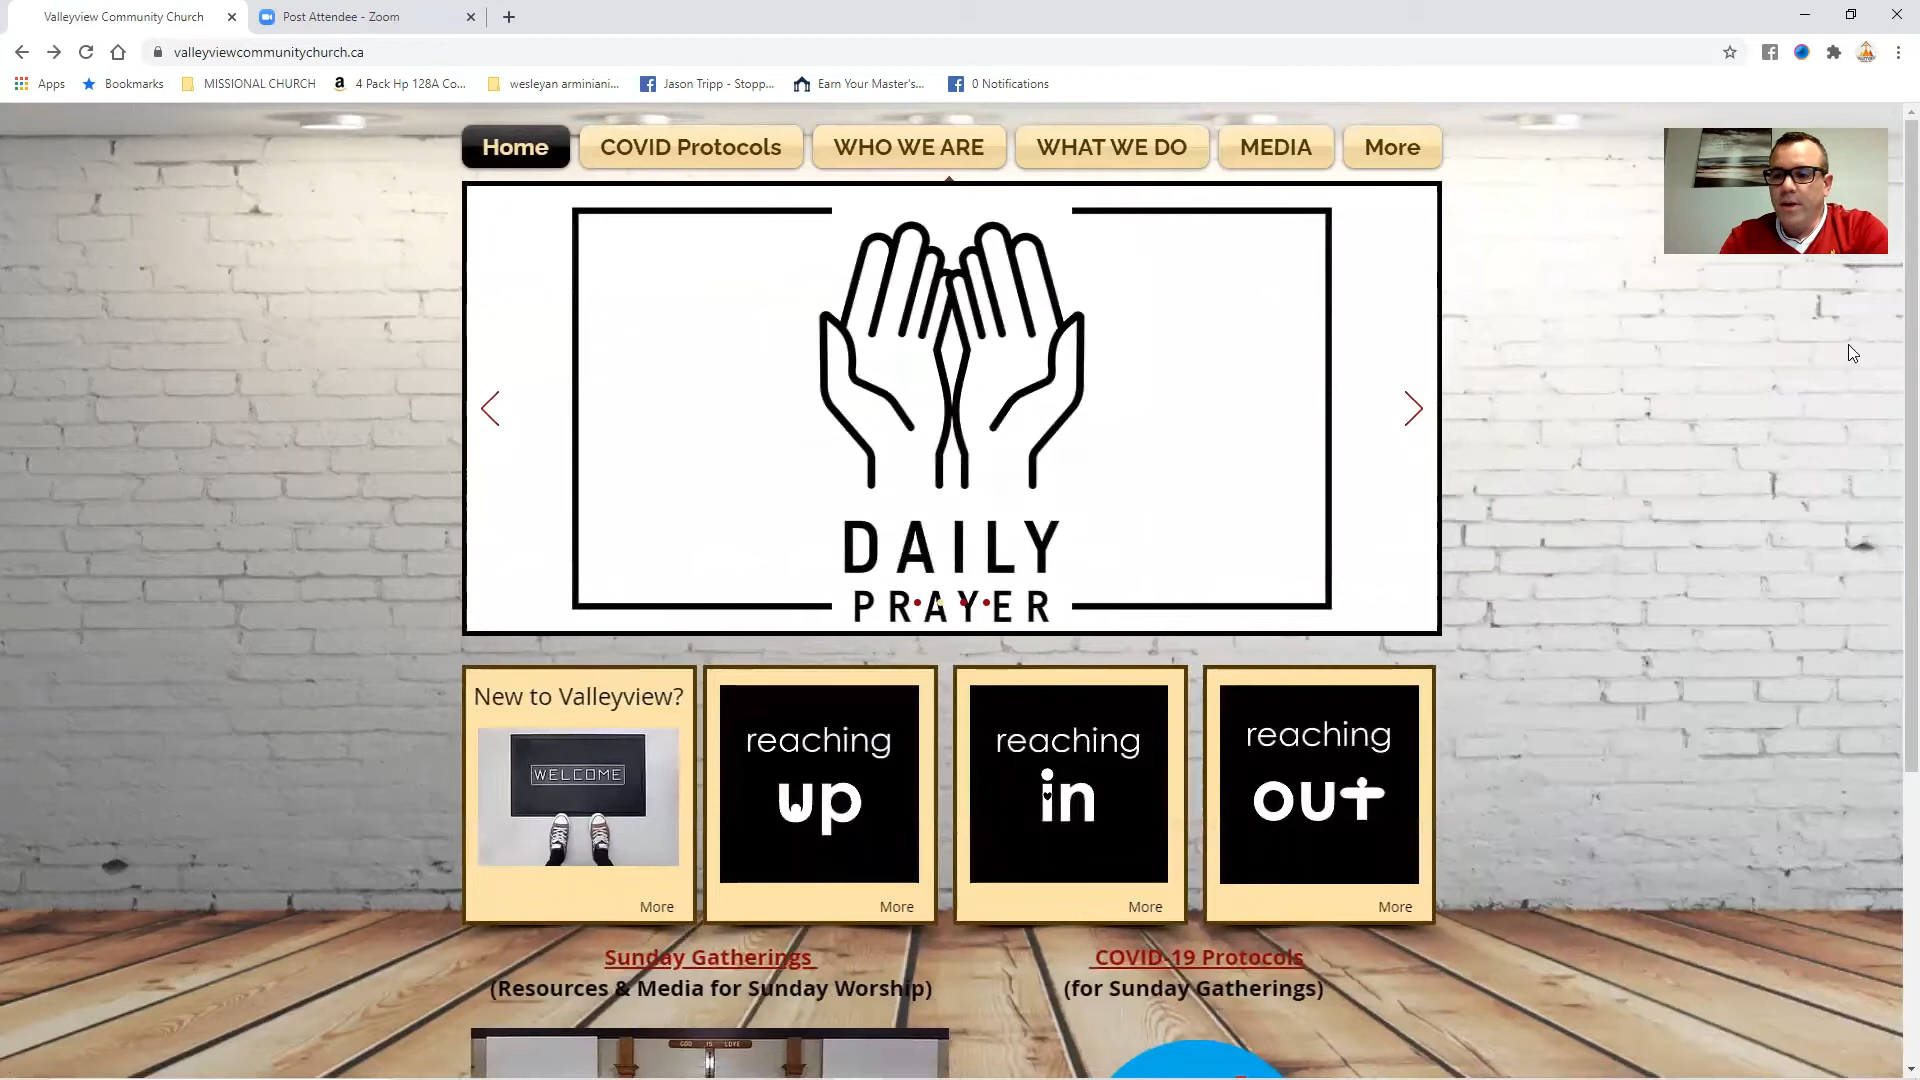 Valleyview Community Church
Post Attendee - Zoom
valleyviewcommunitychurch.ca
Apps
Bookmarks
MISSIONAL CHURCH
4 Pack Hp 128A Co...
wesleyan arminiani...
Jason Tripp - Stopp...
Earn Your Master's...
0 Notifications
Home
COVID Protocols
WHO WE ARE
WHAT WE DO
MEDIA
More
DAILY
PRAYER
New to Valleyview?
WELCOME
More
reaching
up
More
reaching
in
More
reaching
out
More
Sunday Gatherings
(Resources & Media for Sunday Worship)
COVID-19 Protocols
(for Sunday Gatherings)
GOD IS LOVE